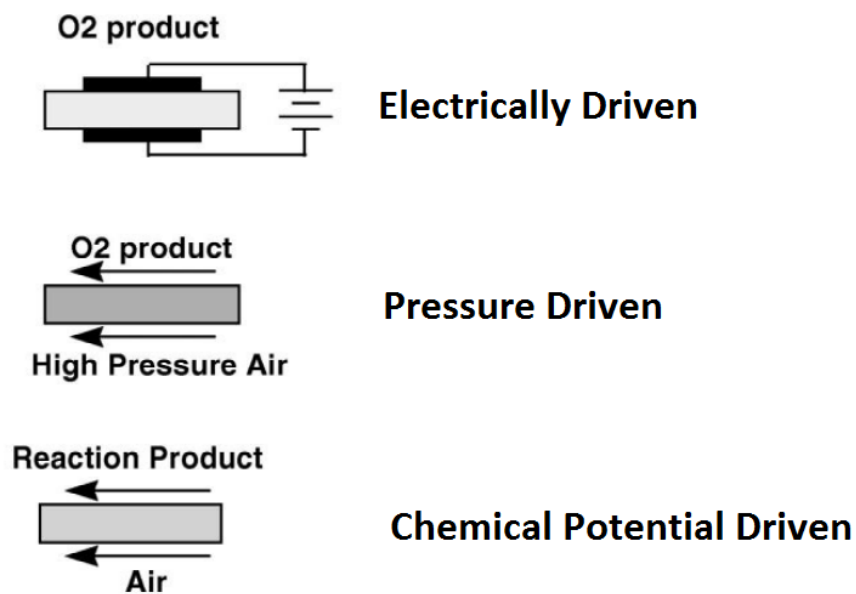 O2 product
Electrically Driven
O2 product
Pressure Driven
High Pressure Air
Reaction Product
Chemical Potential Driven
Air